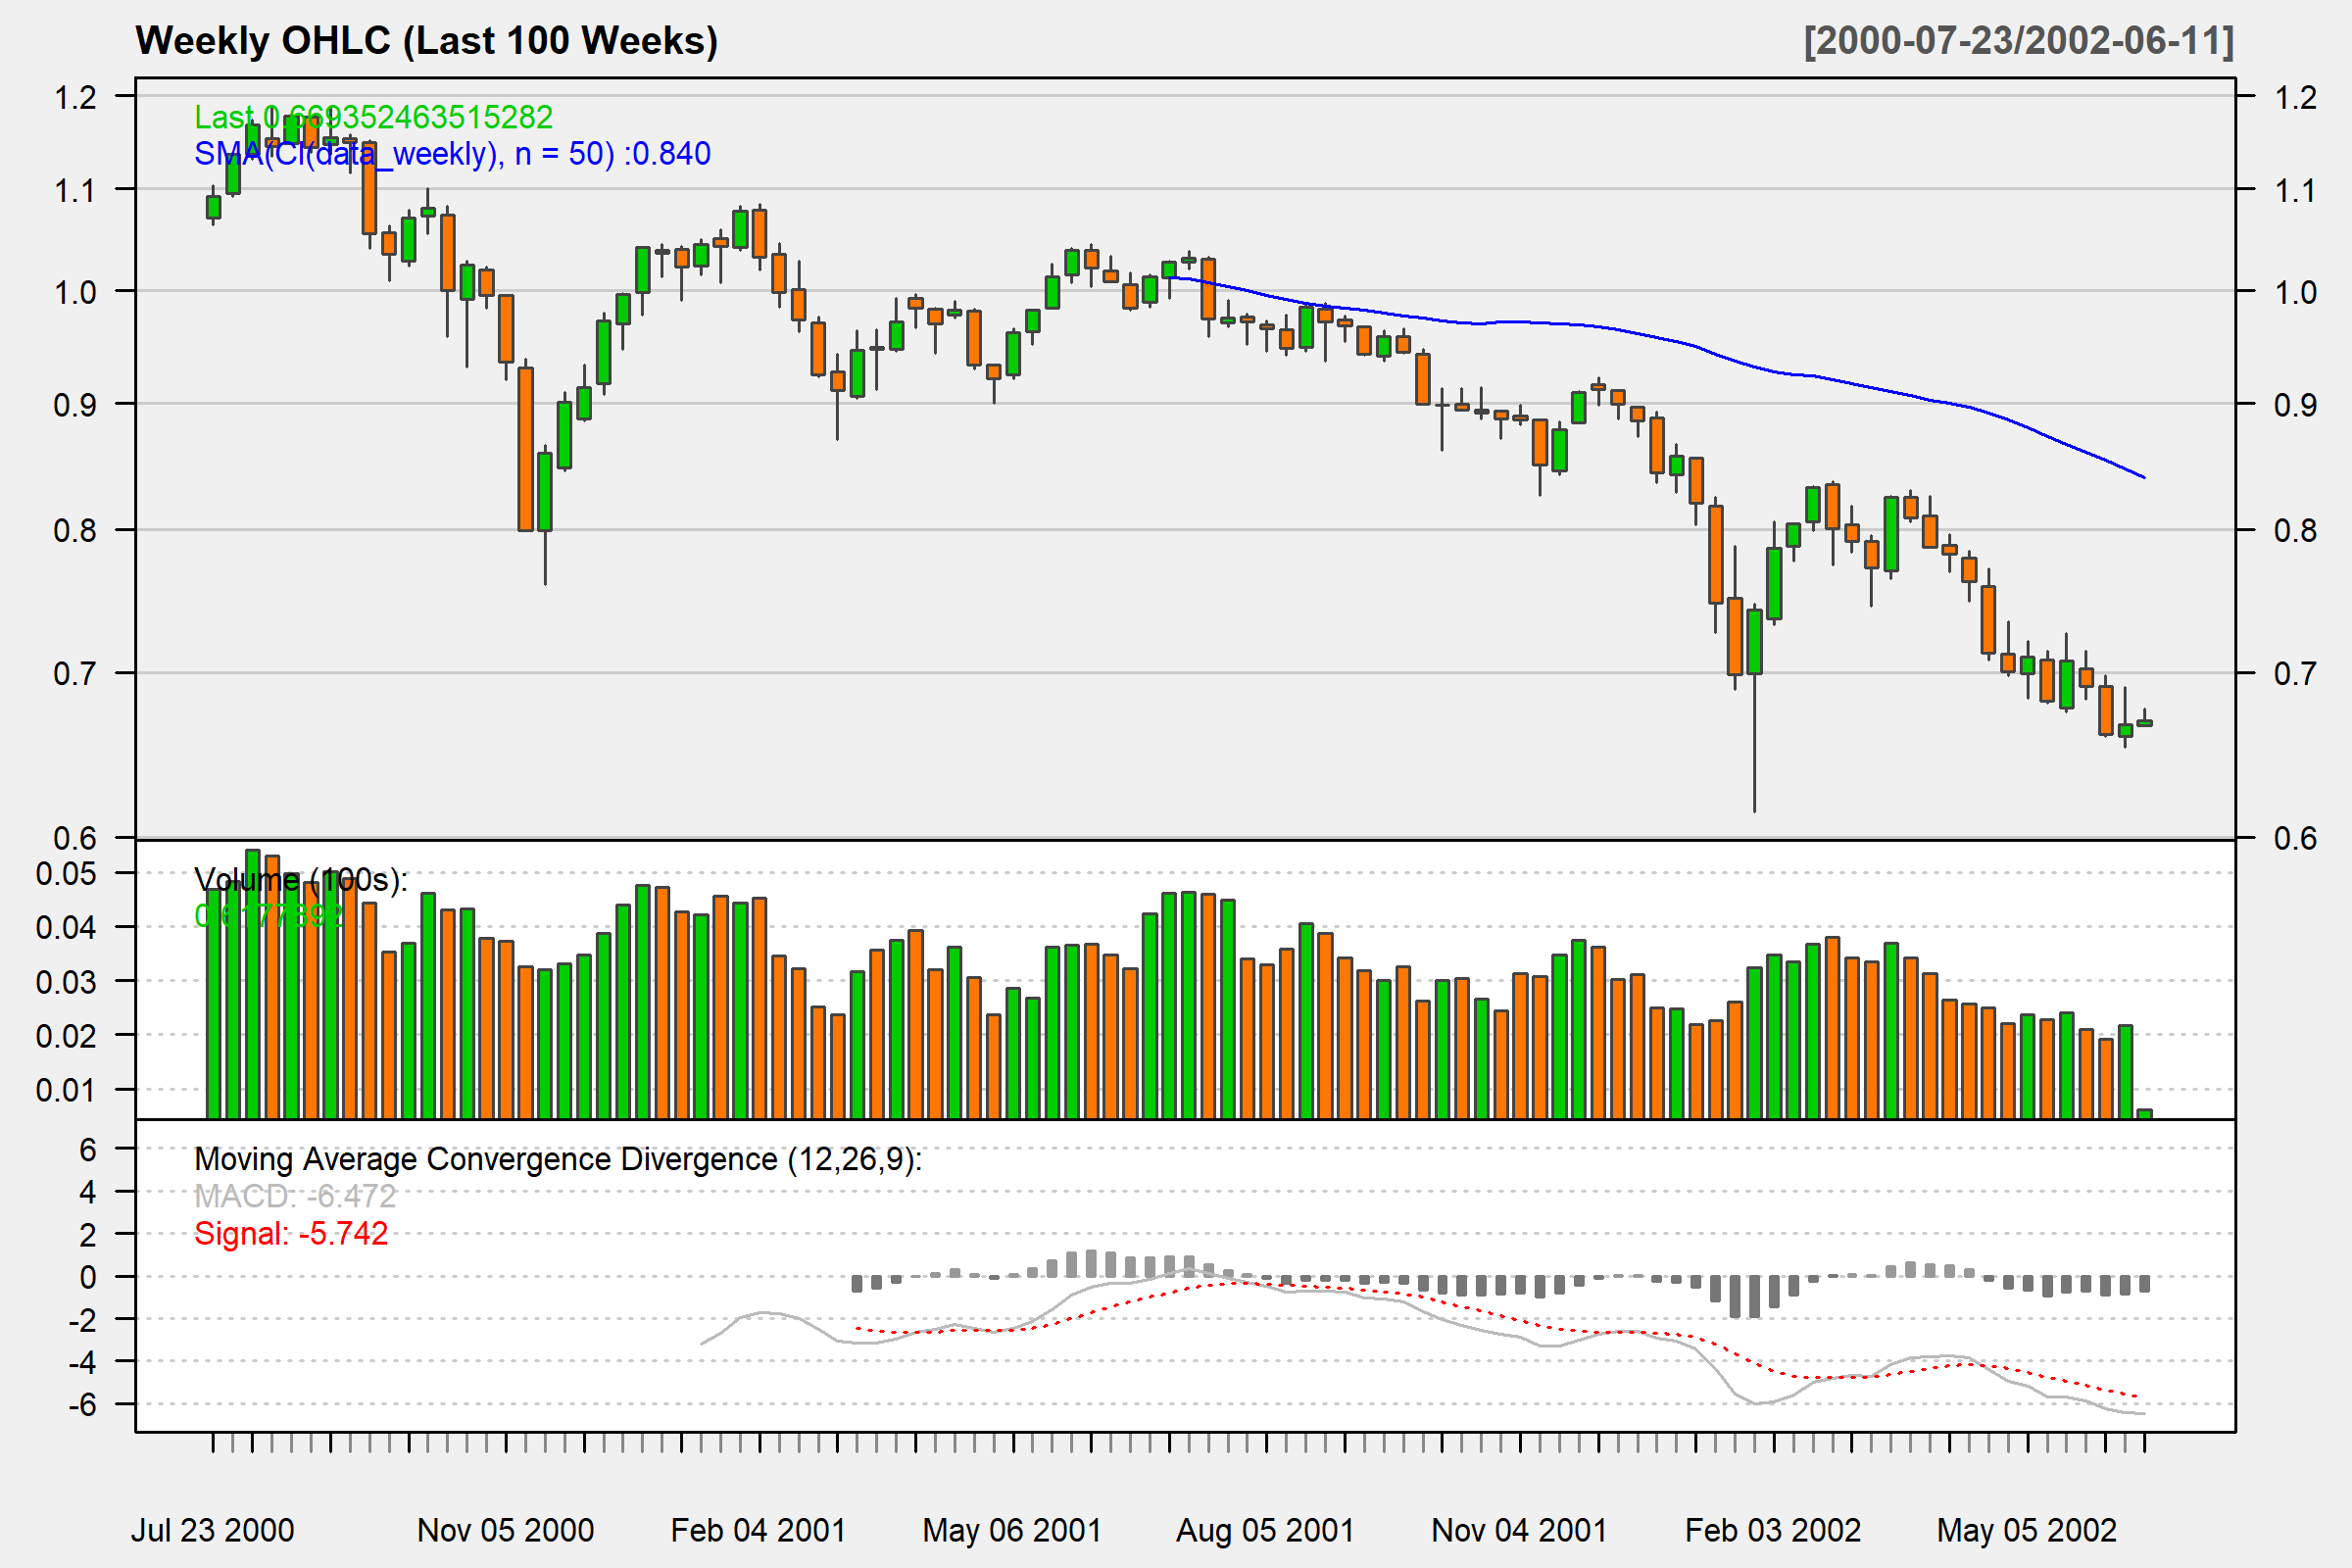 Weekly OHLC (Last 100 Weeks) [2000-07-23/2002-06-11]
Last 0.669352463515282
SMA(Cl(data_weekly), n = 50) :0.840
1.2 1.2
1.1 1.1
1.0 1.0
0.9 0.9
0.8 0.8
0.7 0.7
0.6 0.6
Volume (100s):
0.05
0.04
0.03
0.02
0.01
Moving Average Convergence Divergence (12,26,9):
MACD: -6.472
Signal: -5.742
6
4
2
0
-2
-4
-6
Jul 23 2000 Nov 05 2000 Feb 04 2001 May 06 2001 Aug 05 2001 Nov 04 2001 Feb 03 2002 May 05 2002